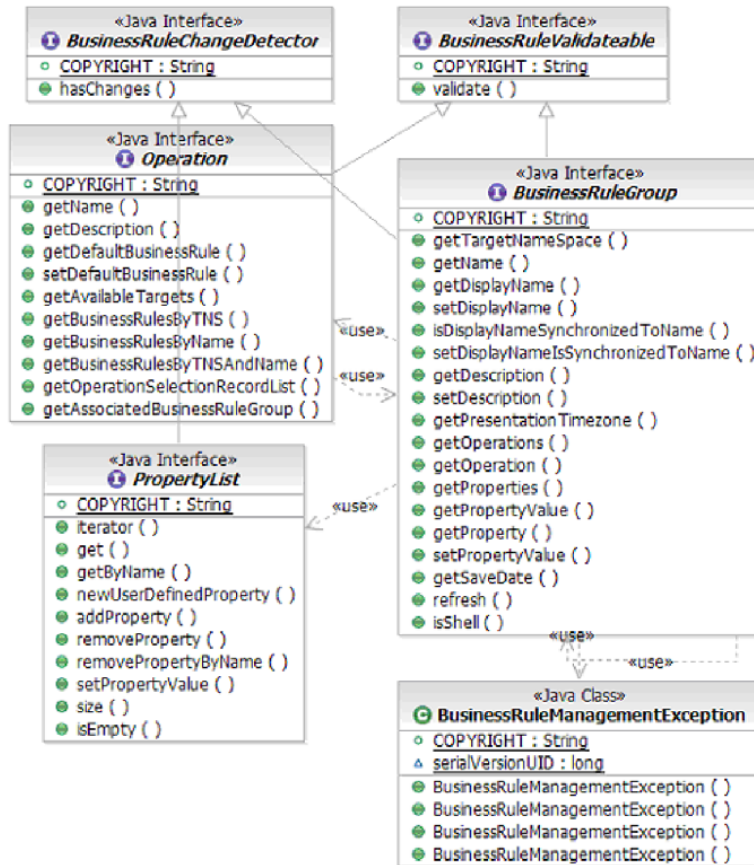 «Java Interface»
I BusinessRuleChangeDetector
COPYRIGHT : String
hasChanges ( )
«Java Interface»
I BusinessRuleValidateable
COPYRIGHT : String
validate ( )
«Java Interface»
I Operation
COPYRIGHT : String
getName ( )
getDescription ( )
getDefaultBusinessRule ( )
setDefaultBusinessRule ( )
getAvailableTargets ( )
getBusinessRulesByTNS ( )
getBusinessRulesByName ( )
getBusinessRulesByTNSAndName ( )
getOperationSelectionRecordList ( )
getAssociatedBusinessRuleGroup ( )
«use»
«use»
«Java Interface»
I BusinessRuleGroup
COPYRIGHT : String
getTargetNameSpace ( )
getName ( )
getDisplayName ( )
setDisplayName ( )
isDisplayNameSynchronizedToName ( )
setDisplayNameIsSynchronizedToName ( )
getDescription ( )
setDescription ( )
getPresentationTimezone ( )
getOperations ( )
getOperation ( )
getProperties ( )
getPropertyValue ( )
getProperty ( )
setPropertyValue ( )
getSaveDate ( )
refresh ( )
isShell ( )
«Java Interface»
I PropertyList
COPYRIGHT : String
iterator ( )
get ( )
getByName ( )
newUserDefinedProperty ( )
addProperty ( )
removeProperty ( )
removePropertyByName ( )
setPropertyValue ( )
size ( )
isEmpty ( )
«use»
«use»
«use»
«Java Class»
C BusinessRuleManagementException
COPYRIGHT : String
serialVersionUID : long
BusinessRuleManagementException ( )
BusinessRuleManagementException ( )
BusinessRuleManagementException ( )
BusinessRuleManagementException ( )